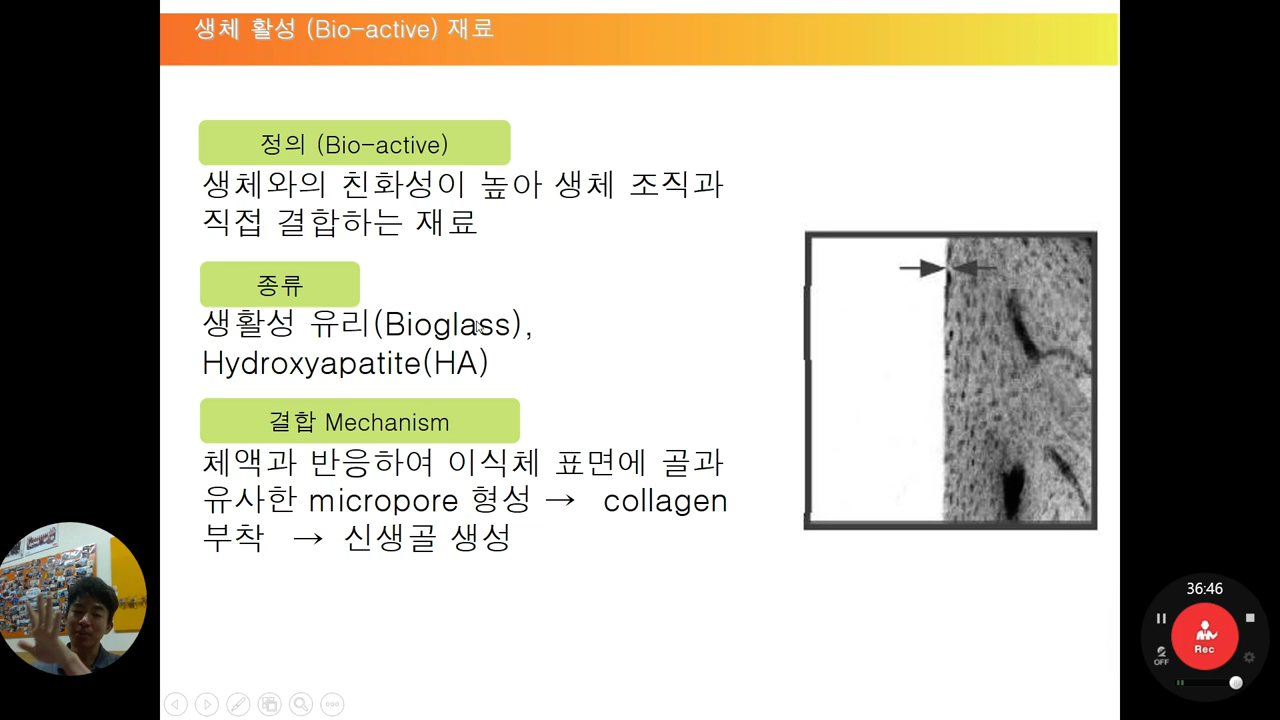 생체 활성 (Bio-active) 재료
정의 (Bio-active)
생체와의 친화성이 높아 생체 조직과
직접 결합하는 재료
종류
생활성 유리(Bioglass),
Hydroxyapatite(HA)
결합 Mechanism
체액과 반응하여 이식체 표면에 골과
유사한 micropore 형성 → collagen
부착 → 신생골 생성
36:46
Rec
OFF